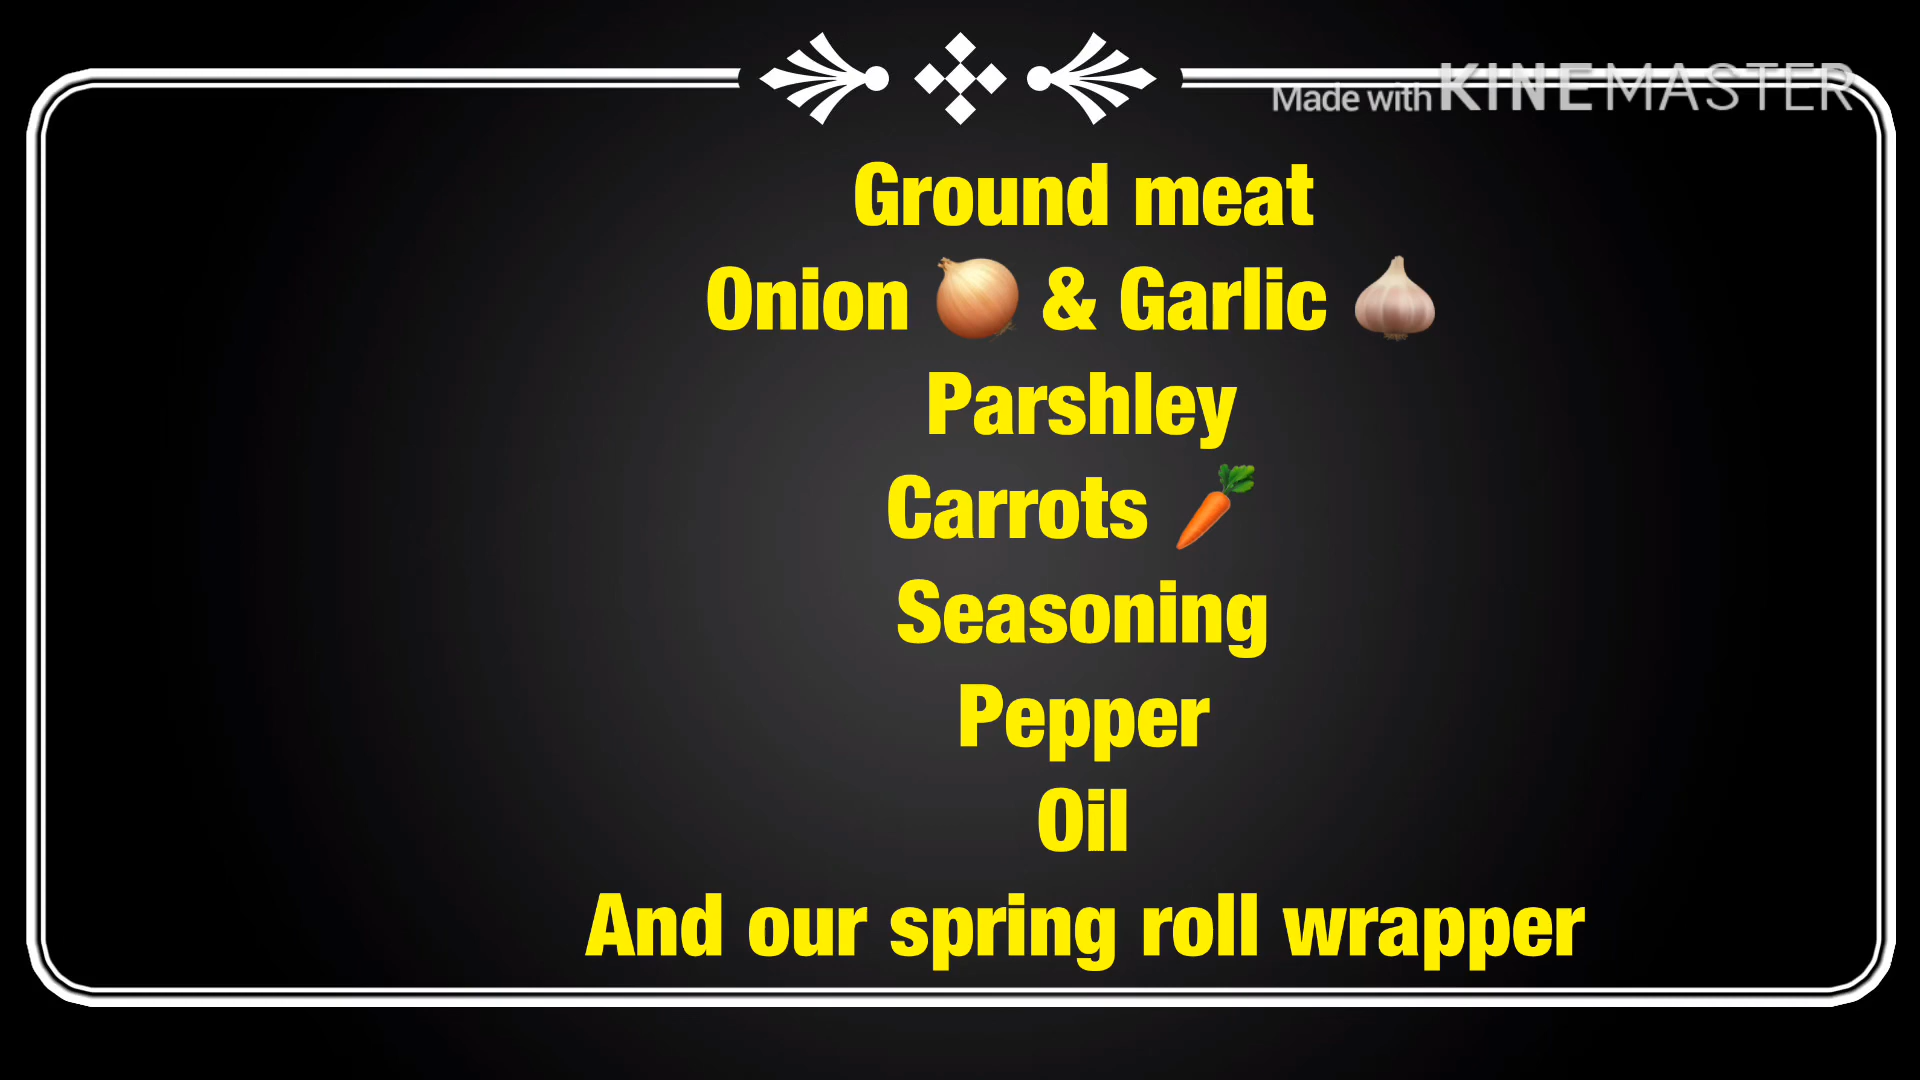 Made with KINEMASTER
Ground meat
Onion 🧅 & Garlic 🧄
Parshley
Carrots 🥕
Seasoning
Pepper
Oil
And our spring roll wrapper